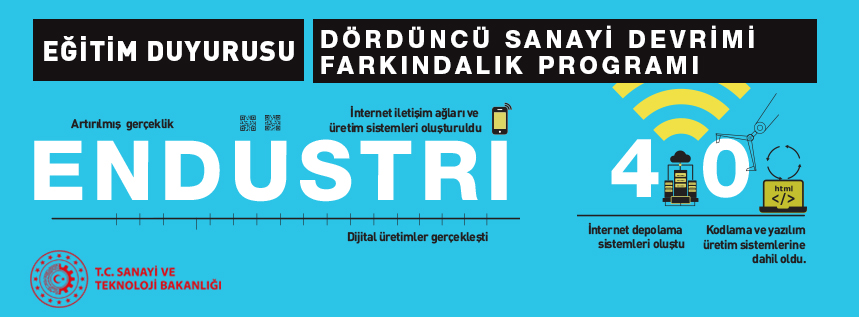 EĞİTİM DUYURUSU
DÖRDÜNCÜ SANAYİ DEVRİMİ
FARKINDALIK PROGRAMI
Artırılmış gerçeklik
İnternet iletişim ağları ve
üretim sistemleri oluşturuldu
ENDUSTRİ 4.0
html
</>
Dijital üretimler gerçekleşti
İnternet depolama
sistemleri oluştu
Kodlama ve yazılım
üretim sistemlerine
dahil oldu.
T.C. SANAYİ VE
TEKNOLOJİ BAKANLIĞI